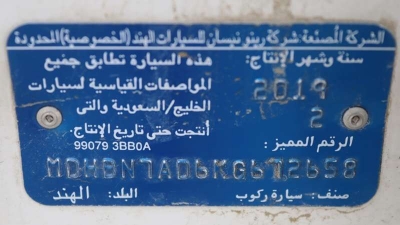 الشركة المصنعة: شركة رينو نيسان للسيارات الهند (الخصوصية) المحدودة
سنة وشهر الإنتاج: هذه السيارة تطابق جميع
2019 المواصفات القياسية لسيارات
2 الخليج/السعودية والتى
أنتجت حتى تاريخ الإنتاج.
الرقم المميز: 99079 3BB0A
MDHBN7AD6KG672658
صنف: سيارة ركوب البلد: الهند